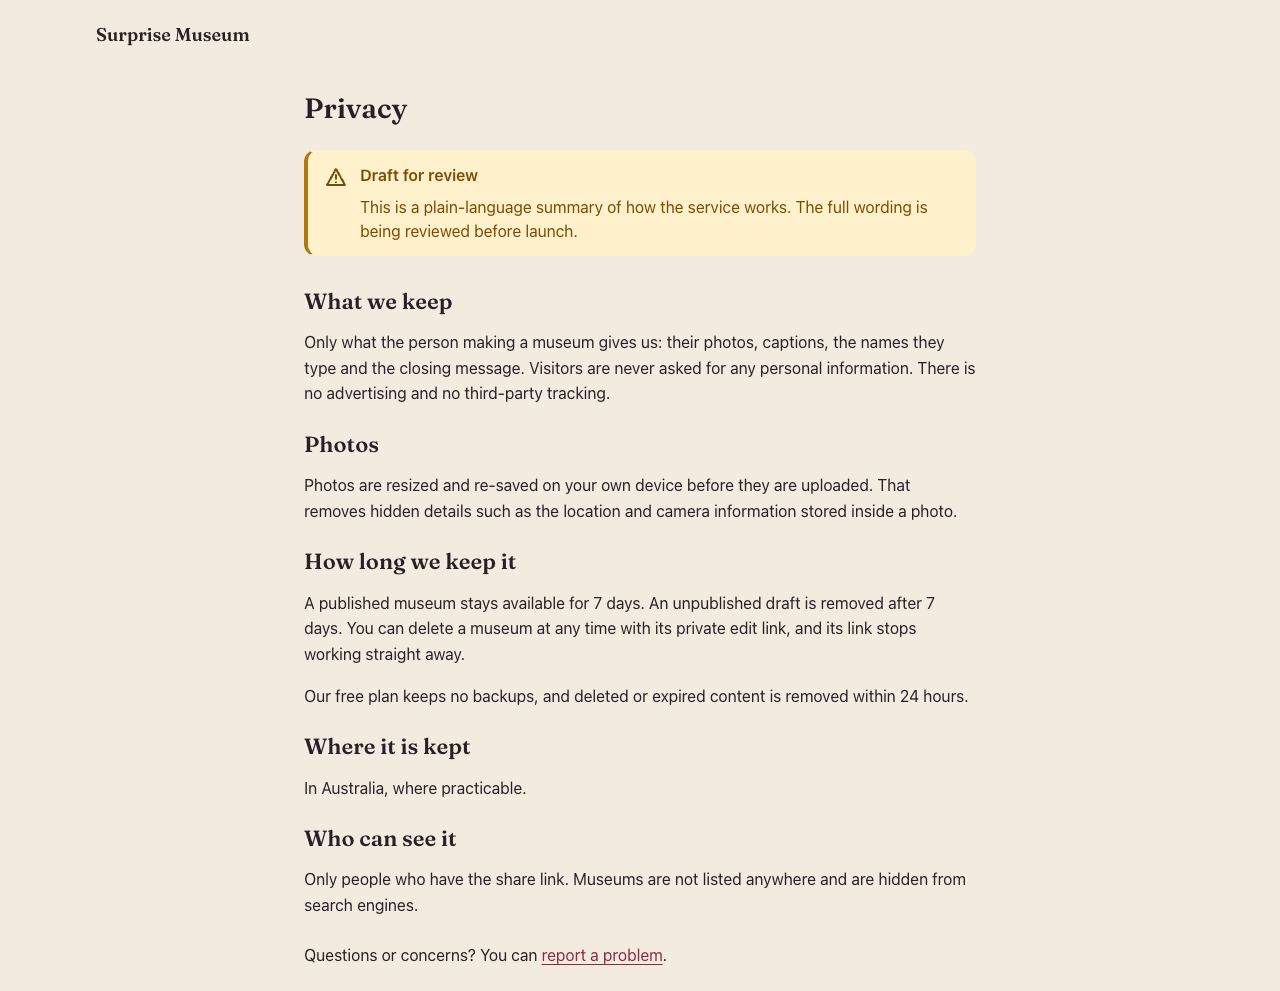 Surprise Museum
Privacy
Draft for review
This is a plain-language summary of how the service works. The full wording is
being reviewed before launch.
What we keep
Only what the person making a museum gives us: their photos, captions, the names they
type and the closing message. Visitors are never asked for any personal information. There is
no advertising and no third-party tracking.
Photos
Photos are resized and re-saved on your own device before they are uploaded. That
removes hidden details such as the location and camera information stored inside a photo.
How long we keep it
A published museum stays available for 7 days. An unpublished draft is removed after 7
days. You can delete a museum at any time with its private edit link, and its link stops
working straight away.
Our free plan keeps no backups, and deleted or expired content is removed within 24 hours.
Where it is kept
In Australia, where practicable.
Who can see it
Only people who have the share link. Museums are not listed anywhere and are hidden from
search engines.
Questions or concerns? You can report a problem.